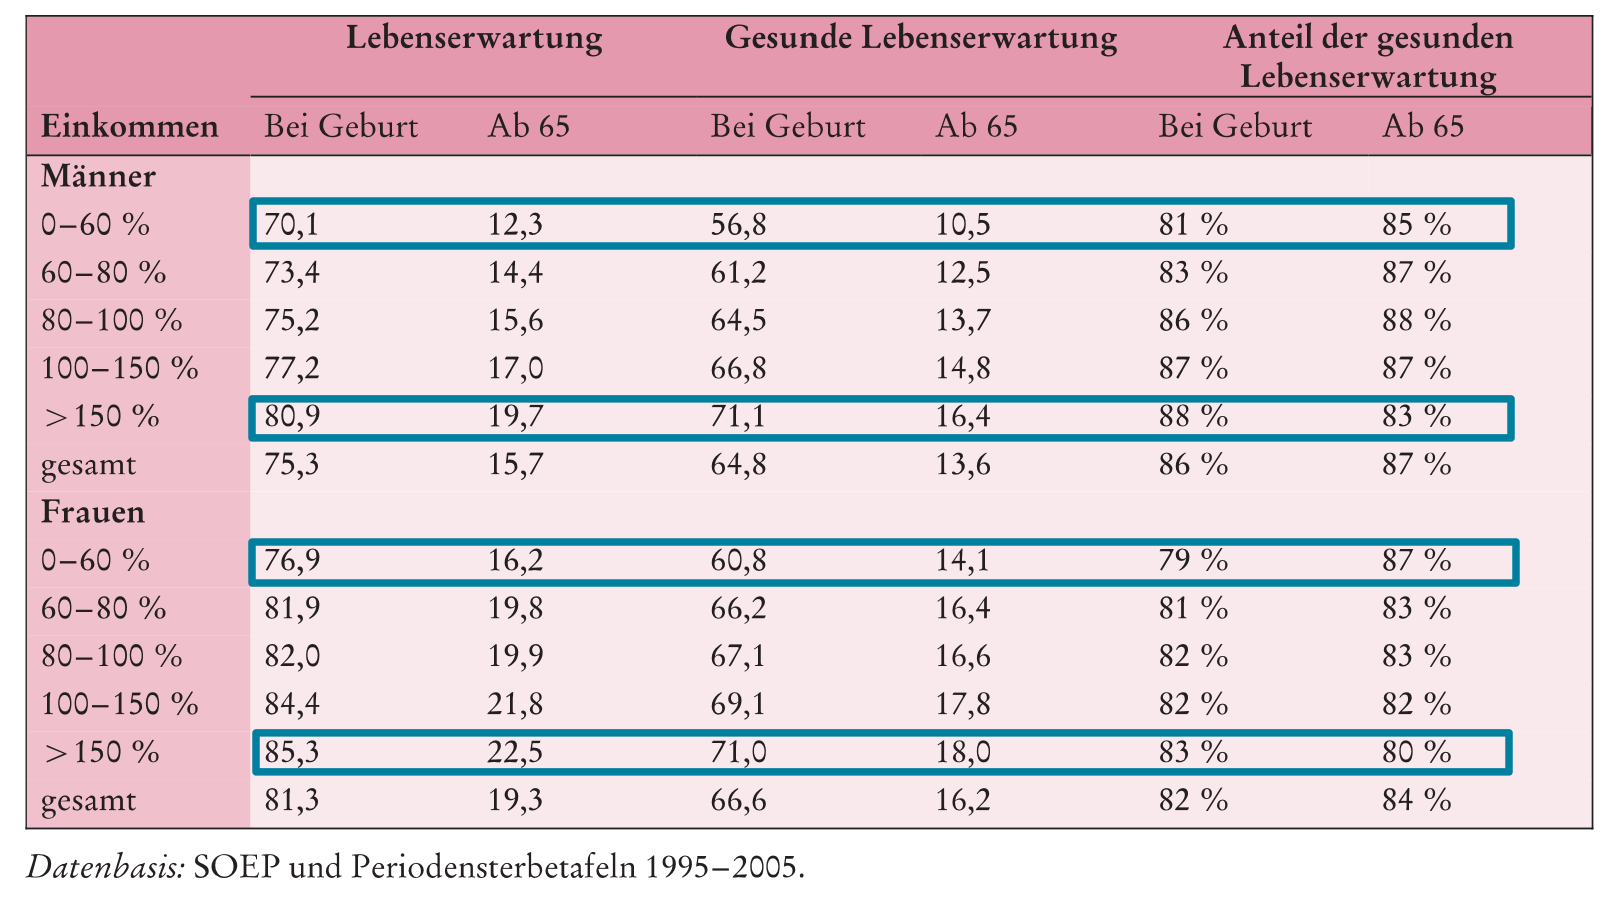 Lebenserwartung Gesunde Lebenserwartung Anteil der gesunden
Lebenserwartung
Einkommen Bei Geburt Ab 65 Bei Geburt Ab 65 Bei Geburt Ab 65
Männer
0–60 % 70,1 12,3 56,8 10,5 81 % 85 %
60–80 % 73,4 14,4 61,2 12,5 83 % 87 %
80–100 % 75,2 15,6 64,5 13,7 86 % 88 %
100–150 % 77,2 17,0 66,8 14,8 87 % 87 %
>150 % 80,9 19,7 71,1 16,4 88 % 83 %
gesamt 75,3 15,7 64,8 13,6 86 % 87 %
Frauen
0–60 % 76,9 16,2 60,8 14,1 79 % 87 %
60–80 % 81,9 19,8 66,2 16,4 81 % 83 %
80–100 % 82,0 19,9 67,1 16,6 82 % 83 %
100–150 % 84,4 21,8 69,1 17,8 82 % 82 %
>150 % 85,3 22,5 71,0 18,0 83 % 80 %
gesamt 81,3 19,3 66,6 16,2 82 % 84 %
Datenbasis: SOEP und Periodensterbetafeln 1995–2005.